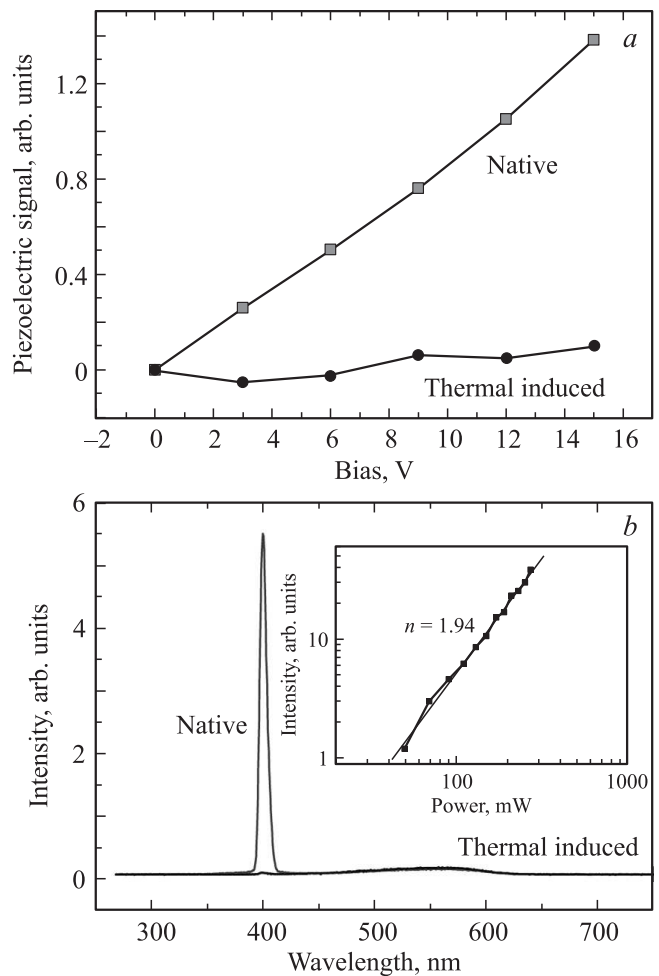 a
Piezoelectric signal, arb. units
1.2
0.8
0.4
0
Native
Thermal induced
–2 0 2 4 6 8 10 12 14 16
Bias, V
b
Intensity, arb. units
6
4
2
0
Native
Intensity, arb. units
10
1
n = 1.94
100 1000
Power, mW
Thermal induced
300 400 500 600 700
Wavelength, nm